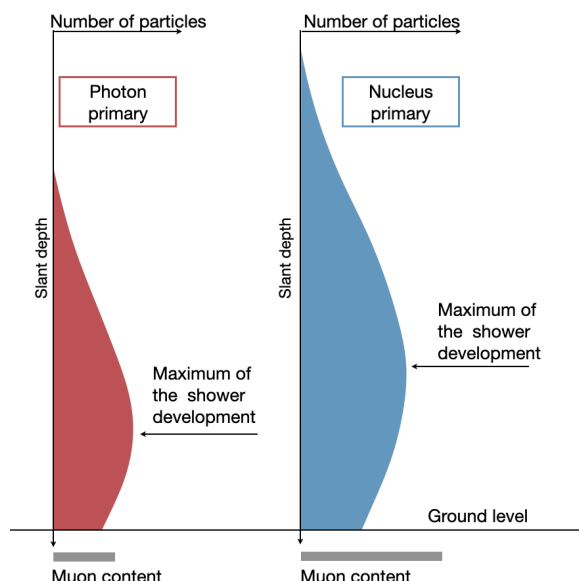 Number of particles
Photon
primary
Slant depth
Maximum of
the shower
development
Muon content
Number of particles
Nucleus
primary
Slant depth
Maximum of
the shower
development
Ground level
Muon content